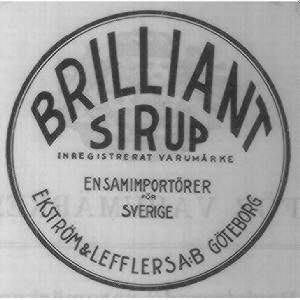 BRILLIANT
SIRUP
INREGISTRERAT VARUMÄRKE
ENSAMIMPORTÖRER
FÖR
SVERIGE
EKSTRÖM & LEFFLERS A.-B GÖTEBORG